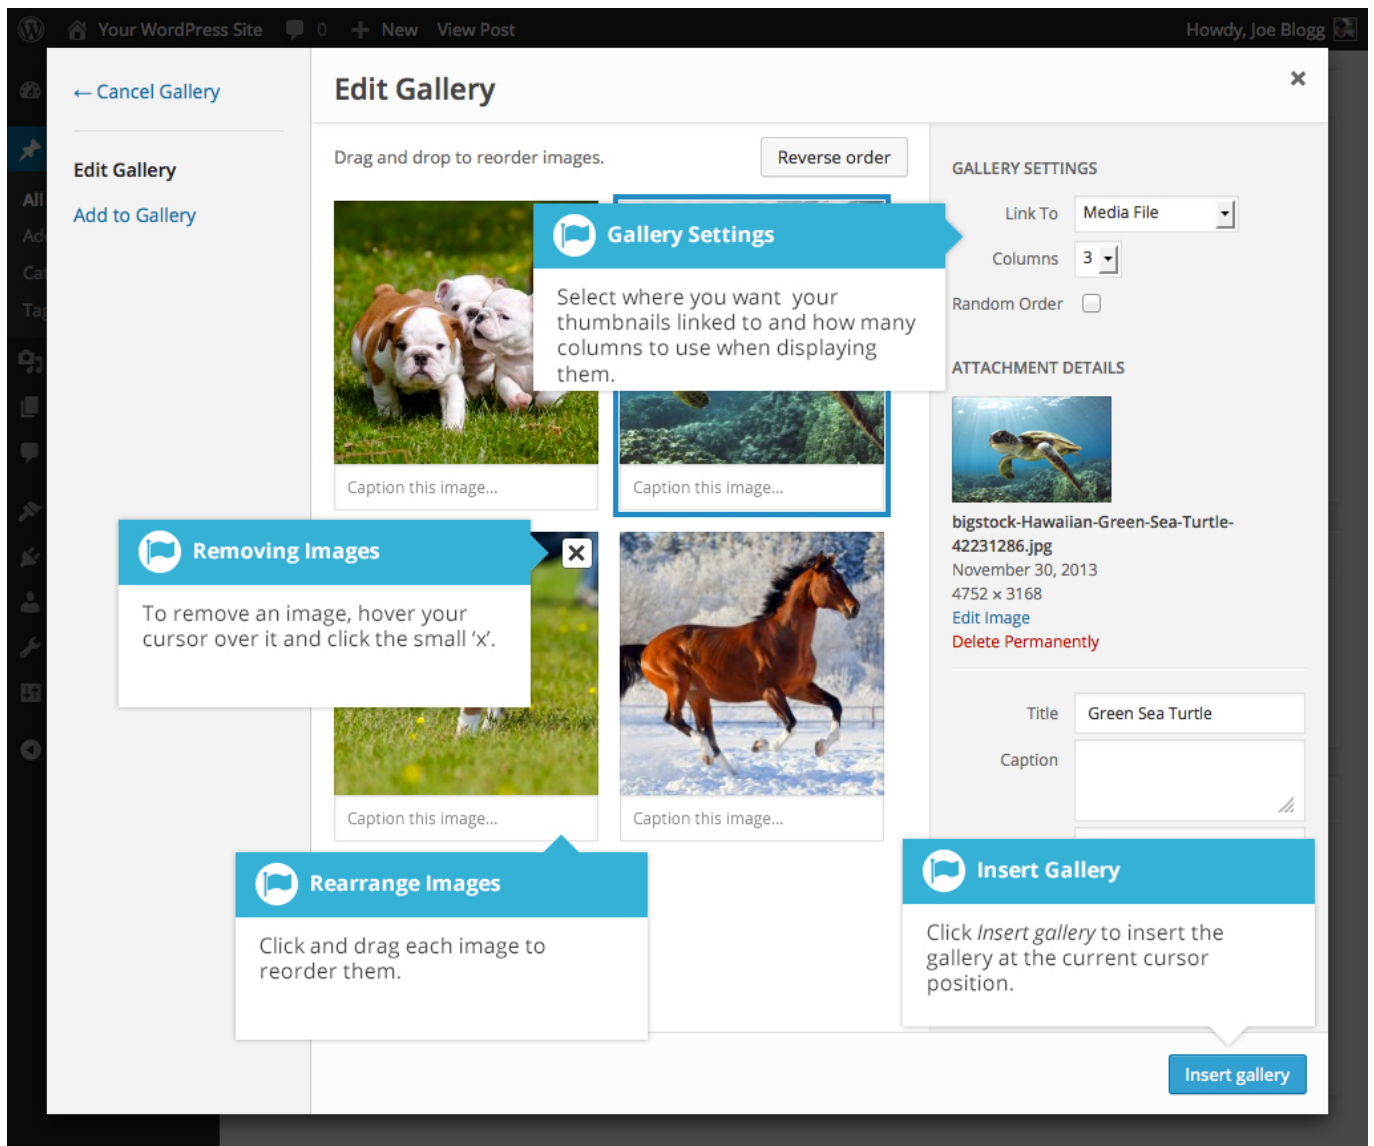 Your WordPress Site 0 New View Post Howdy, Joe Blogg
← Cancel Gallery
Edit Gallery
Add to Gallery
All
Edit Gallery
Drag and drop to reorder images.
Reverse order
Gallery Settings
Select where you want your
thumbnails linked to and how many
columns to use when displaying
them.
Caption this image...
Caption this image...
Removing Images
To remove an image, hover your
cursor over it and click the small ‘x’.
Caption this image...
Caption this image...
Rearrange Images
Click and drag each image to
reorder them.
GALLERY SETTINGS
Link To Media File
Columns 3
Random Order
ATTACHMENT DETAILS
bigstock-Hawaiian-Green-Sea-Turtle-
42231286.jpg
November 30, 2013
4752 × 3168
Edit Image
Delete Permanently
Title Green Sea Turtle
Caption
Insert Gallery
Click Insert gallery to insert the
gallery at the current cursor
position.
Insert gallery